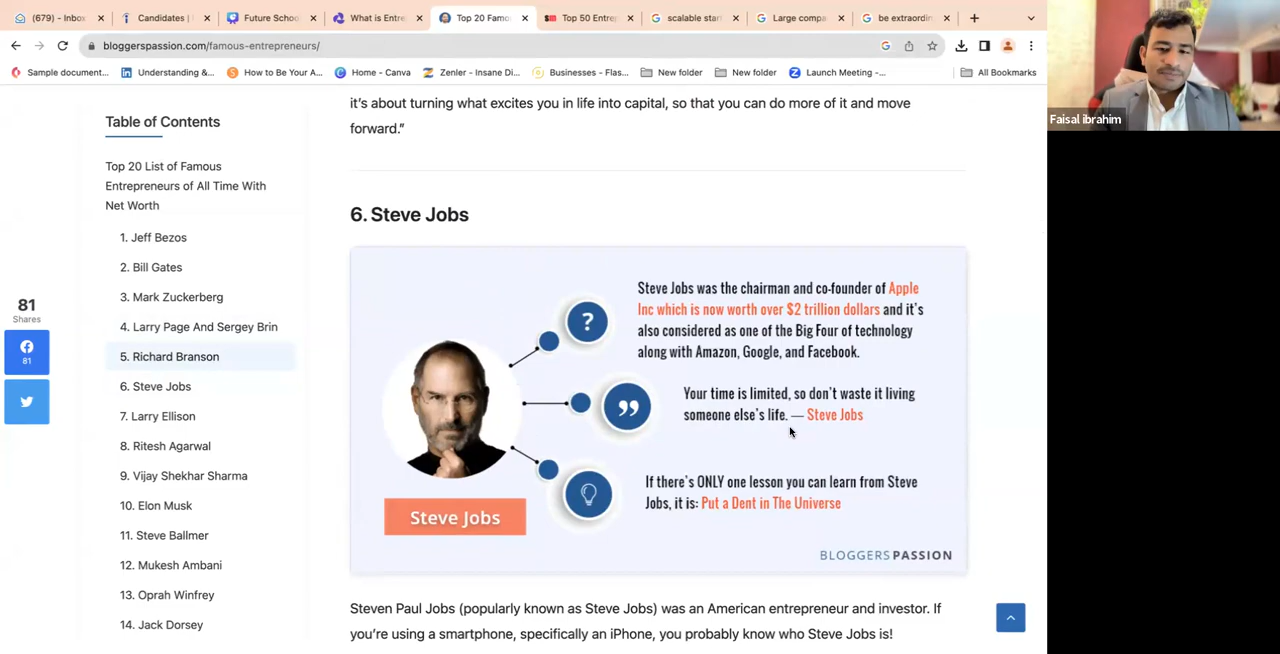 (679) - Inbox
Candidates |
Future Schoo
What is Entre
Top 20 Famo
Top 50 Entrep
scalable start
Large compa
be extraordin
bloggerspassion.com/famous-entrepreneurs/
Sample document...
Understanding &...
How to Be Your A...
Home - Canva
Zenler - Insane Di...
Businesses - Flas...
New folder
New folder
Launch Meeting -...
All Bookmarks
Faisal ibrahim
81
Shares
81
Table of Contents
Top 20 List of Famous
Entrepreneurs of All Time With
Net Worth
1. Jeff Bezos
2. Bill Gates
3. Mark Zuckerberg
4. Larry Page And Sergey Brin
5. Richard Branson
6. Steve Jobs
7. Larry Ellison
8. Ritesh Agarwal
9. Vijay Shekhar Sharma
10. Elon Musk
11. Steve Ballmer
12. Mukesh Ambani
13. Oprah Winfrey
14. Jack Dorsey
it's about turning what excites you in life into capital, so that you can do more of it and move
forward.”
6. Steve Jobs
Steve Jobs was the chairman and co-founder of Apple
Inc which is now worth over $2 trillion dollars and it's
also considered as one of the Big Four of technology
along with Amazon, Google, and Facebook.
Your time is limited, so don't waste it living
someone else's life. — Steve Jobs
If there's ONLY one lesson you can learn from Steve
Jobs, it is: Put a Dent in The Universe
Steve Jobs
BLOGGERSPASSION
Steven Paul Jobs (popularly known as Steve Jobs) was an American entrepreneur and investor. If
you're using a smartphone, specifically an iPhone, you probably know who Steve Jobs is!